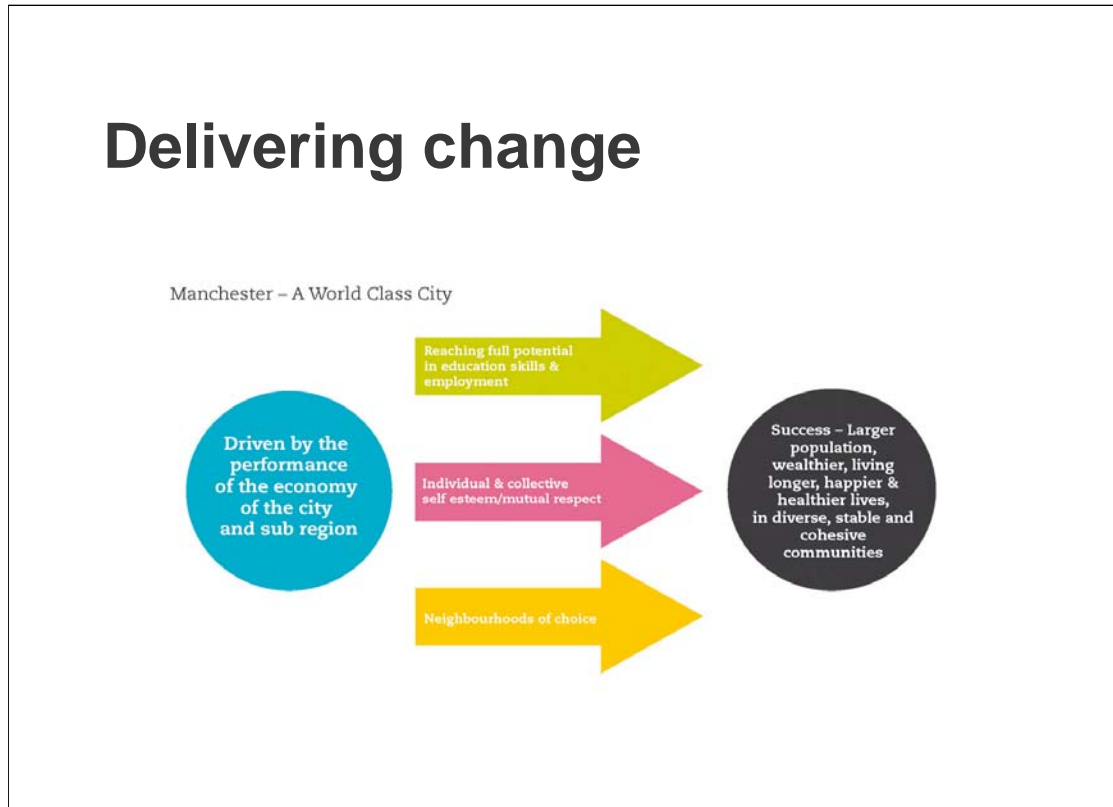 Delivering change
Manchester – A World Class City
Driven by the
performance
of the economy
of the city
and sub region
Reaching full potential
in education skills &
employment
Individual & collective
self esteem/mutual respect
Neighbourhoods of choice
Success – Larger
population,
wealthier, living
longer, happier &
healthier lives,
in diverse, stable and
cohesive
communities